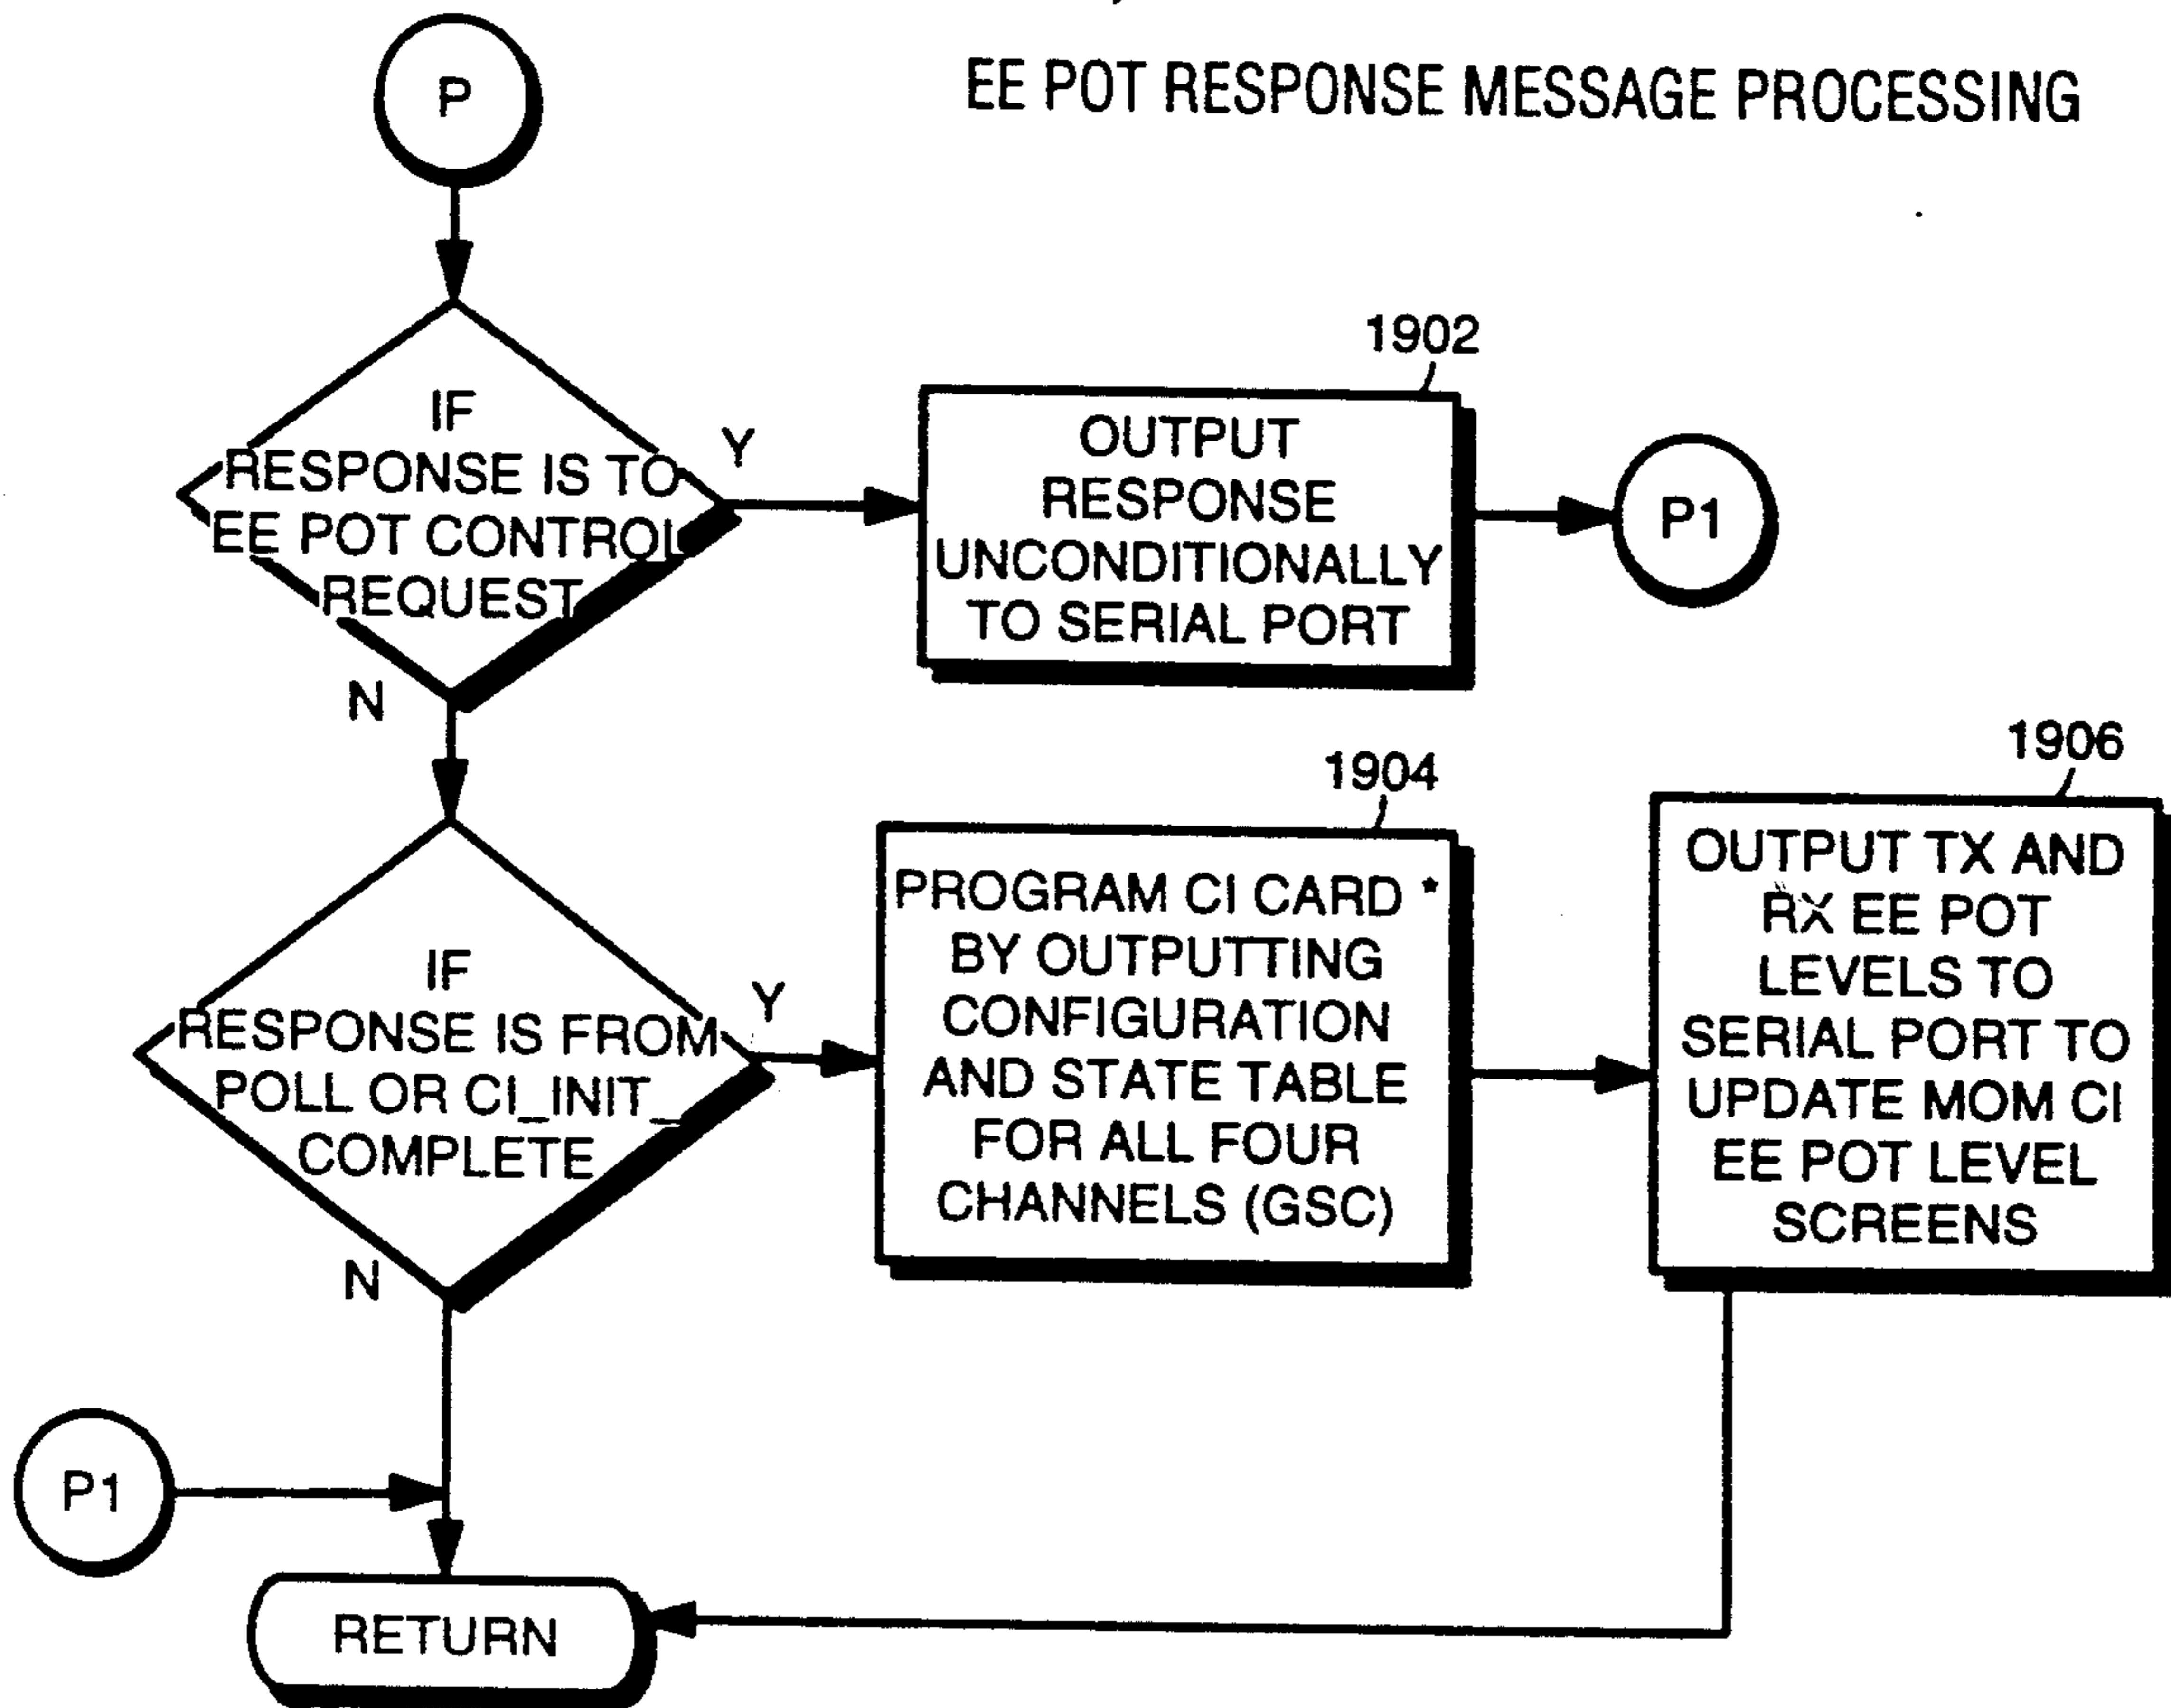 EE POT RESPONSE MESSAGE PROCESSING
P
IF
RESPONSE IS TO
EE POT CONTROL
REQUEST
Y
N
1902
OUTPUT
RESPONSE
UNCONDITIONALLY
TO SERIAL PORT
P1
IF
RESPONSE IS FROM
POLL OR CI_INIT_
COMPLETE
Y
N
1904
PROGRAM CI CARD *
BY OUTPUTTING
CONFIGURATION
AND STATE TABLE
FOR ALL FOUR
CHANNELS (GSC)
1906
OUTPUT TX AND
RX EE POT
LEVELS TO
SERIAL PORT TO
UPDATE MOM CI
EE POT LEVEL
SCREENS
P1
RETURN